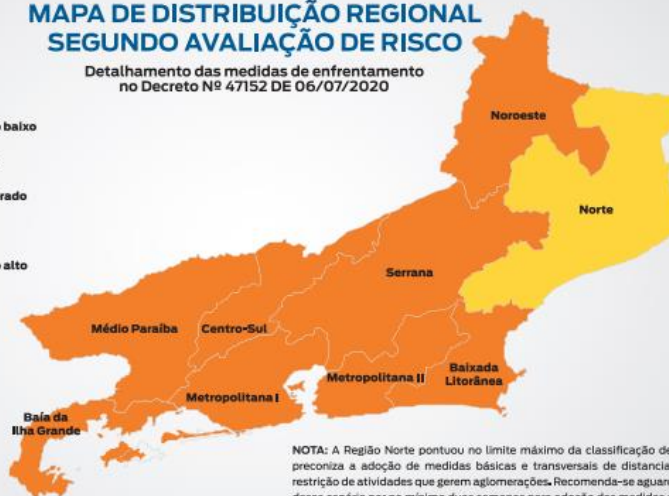 MAPA DE DISTRIBUIÇÃO REGIONAL
SEGUNDO AVALIAÇÃO DE RISCO
Detalhamento das medidas de enfrentamento
no Decreto Nº 47152 DE 06/07/2020
baixo
rado
alto
Noroeste
Norte
Serrana
Médio Paraíba
Centro-Sul
Metropolitana I
Metropolitana II
Baixada
Litorânea
Baía da
Ilha Grande
NOTA: A Região Norte pontuou no limite máximo da classificação de
preconiza a adoção de medidas básicas e transversais de distancia
restrição de atividades que gerem aglomerações. Recomenda-se aguar